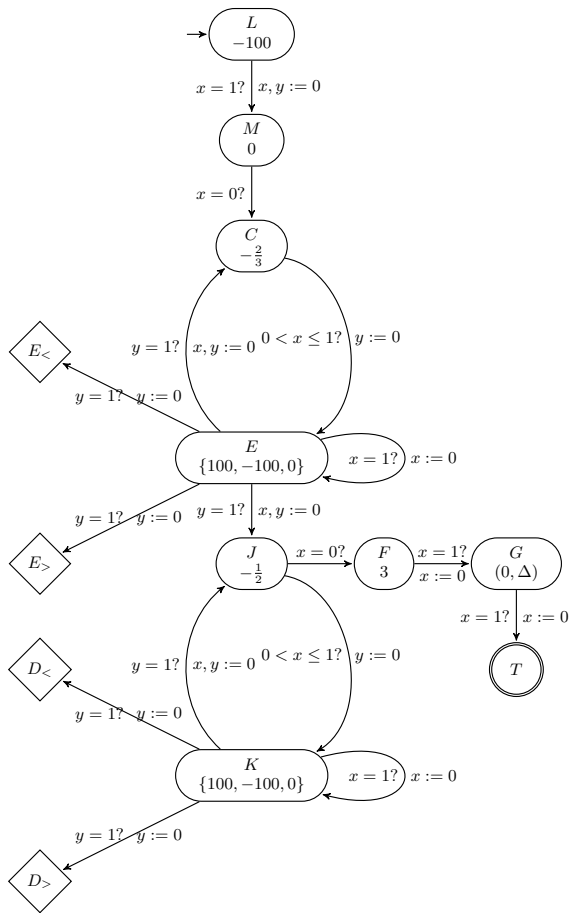 L
−100
x = 1? x, y := 0
M
0
x = 0?
C
−2/3
y = 1? x, y := 0 0 < x ≤ 1? y := 0
E<
y = 1? y := 0
E
{100, −100, 0}
x = 1? x := 0
y = 1? y := 0
y = 1? x, y := 0
E>
J
−1/2
x = 0?
F
3
x = 1?
x := 0
G
(0, Δ)
x = 1? x := 0
T
y = 1? x, y := 0 0 < x ≤ 1? y := 0
D<
y = 1? y := 0
K
{100, −100, 0}
x = 1? x := 0
y = 1? y := 0
D>